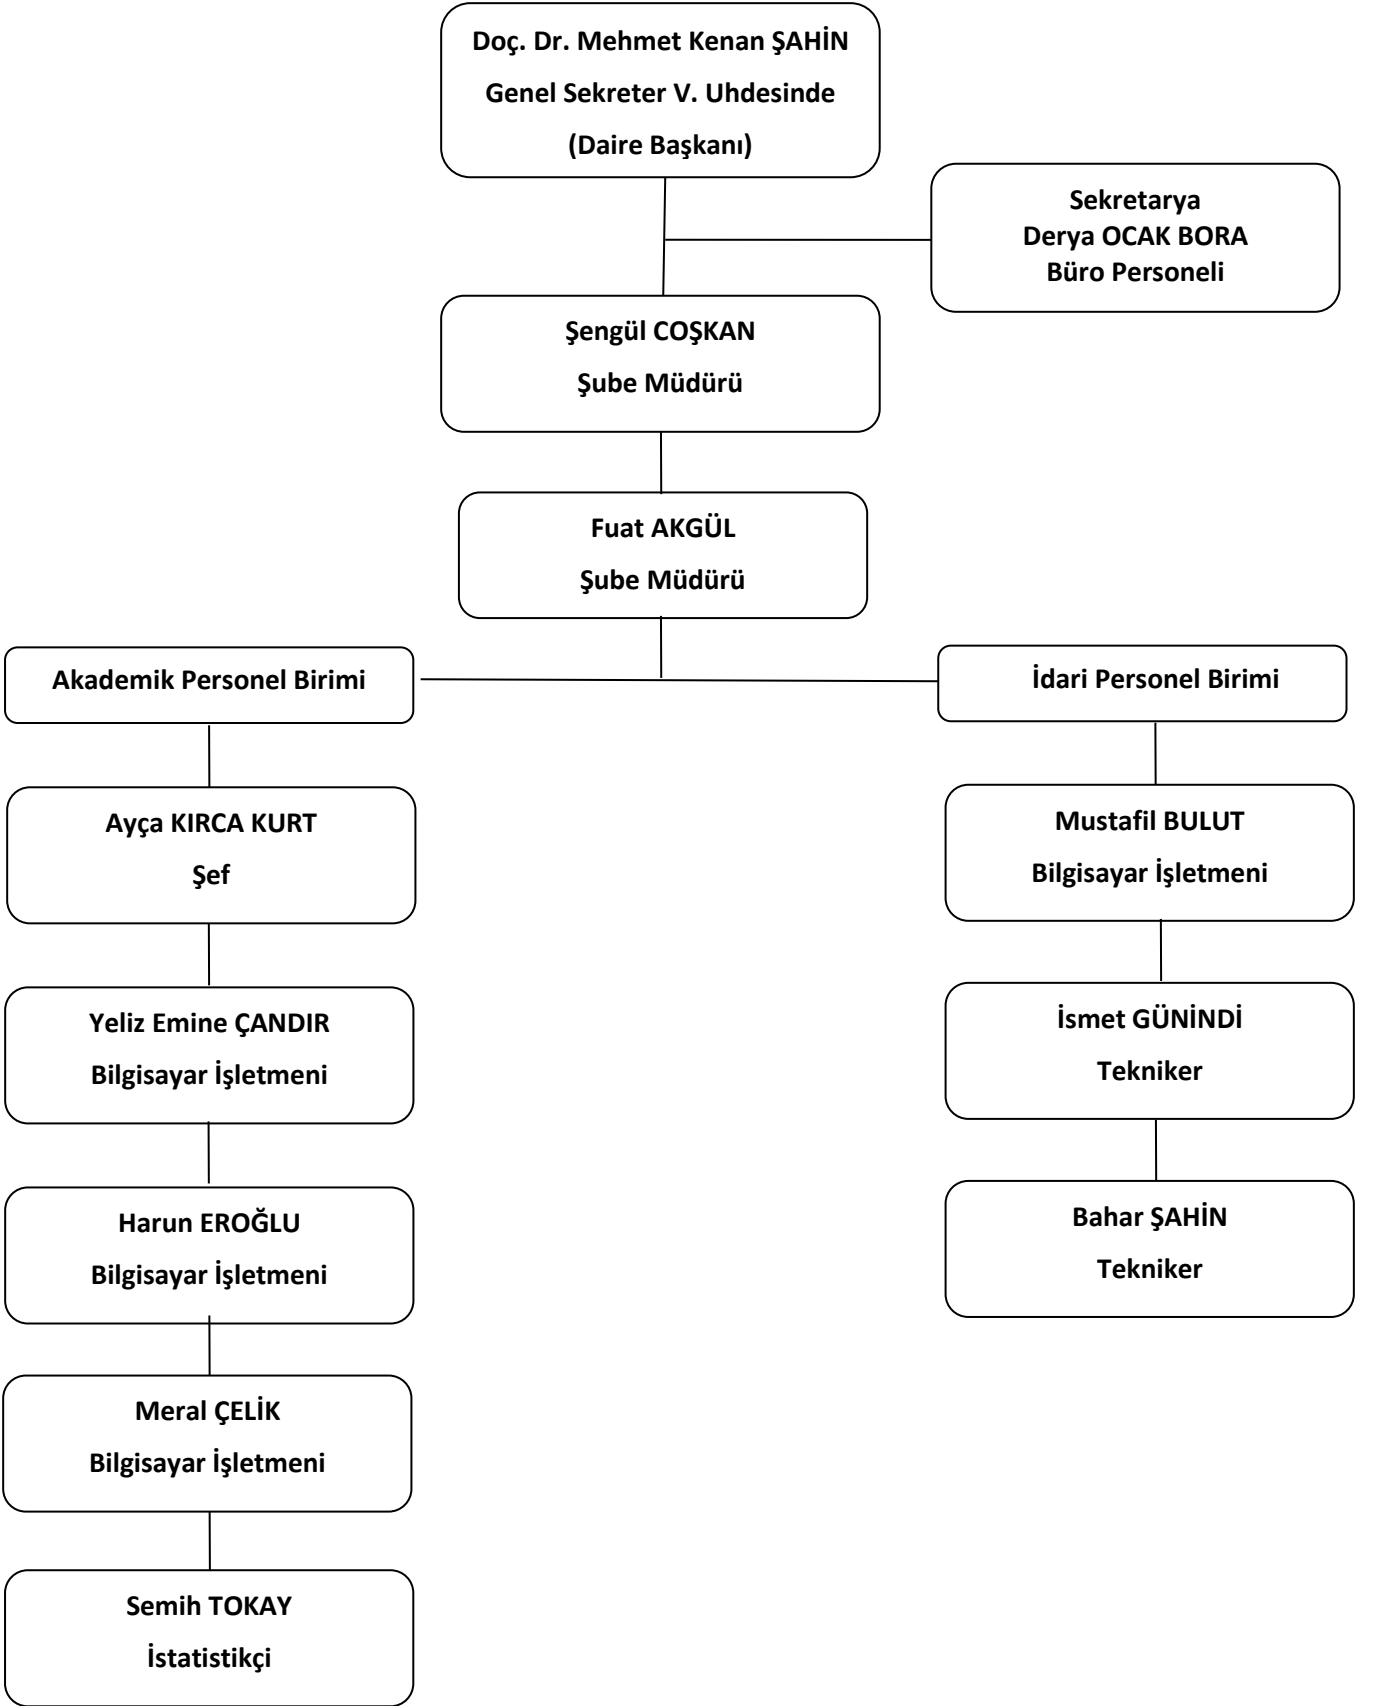 Doç. Dr. Mehmet Kenan ŞAHİN
Genel Sekreter V. Uhdesinde
(Daire Başkanı)
Sekretarya
Derya OCAK BORA
Büro Personeli
Şengül COŞKAN
Şube Müdürü
Fuat AKGÜL
Şube Müdürü
Akademik Personel Birimi
Ayça KIRCA KURT
Şef
Yeliz Emine ÇANDIR
Bilgisayar İşletmeni
Harun EROĞLU
Bilgisayar İşletmeni
Meral ÇELİK
Bilgisayar İşletmeni
Semih TOKAY
İstatistikçi
İdari Personel Birimi
Mustafil BULUT
Bilgisayar İşletmeni
İsmet GÜNİNDİ
Tekniker
Bahar ŞAHİN
Tekniker